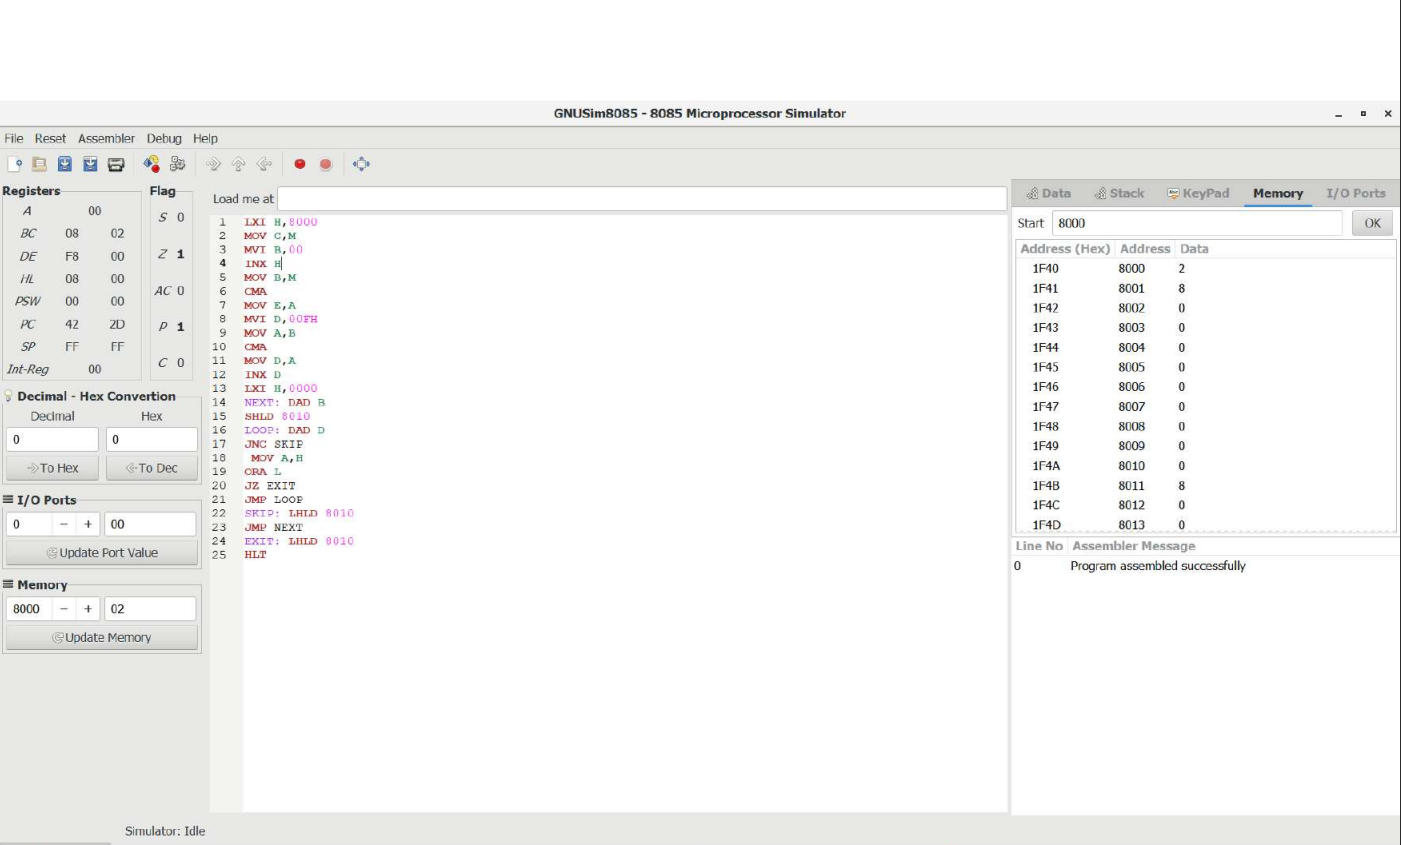 GNUSim8085 - 8085 Microprocessor Simulator
File Reset Assembler Debug Help
Registers
A 00
BC 08 02
DE F8 00
HL 08 00
PSW 00 00
PC 42 2D
SP FF FF
Int-Reg 00
Flag
S 0
Z 1
AC 0
P 1
C 0
Decimal - Hex Convertion
Decimal Hex
0 0
To Hex To Dec
I/O Ports
0 − + 00
Update Port Value
Memory
8000 − + 02
Update Memory
Load me at
1 LXI H,8000
2 MOV C,M
3 MVI B,00
4 INX H
5 MOV B,M
6 CMA
7 MOV E,A
8 MVI D,00FH
9 MOV A,B
10 CMA
11 MOV D,A
12 INX D
13 LXI H,0000
14 NEXT: DAD B
15 SHLD 8010
16 LOOP: DAD D
17 JNC SKIP
18 MOV A,H
19 ORA L
20 JZ EXIT
21 JMP LOOP
22 SKIP: LHLD 8010
23 JMP NEXT
24 EXIT: LHLD 8010
25 HLT
Data Stack KeyPad Memory I/O Ports
Start 8000 OK
Address (Hex) Address Data
1F40 8000 2
1F41 8001 8
1F42 8002 0
1F43 8003 0
1F44 8004 0
1F45 8005 0
1F46 8006 0
1F47 8007 0
1F48 8008 0
1F49 8009 0
1F4A 8010 0
1F4B 8011 8
1F4C 8012 0
1F4D 8013 0
Line No Assembler Message
0 Program assembled successfully
Simulator: Idle